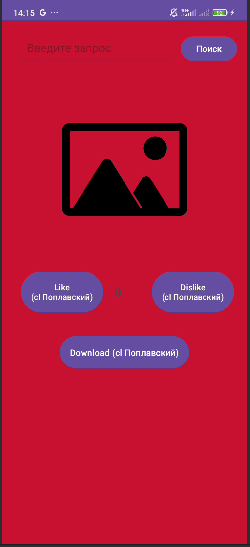 14:15 G ...
Введите запрос
Поиск
Like
(cl Поплавский)
0
Dislike
(cl Поплавский)
Download (cl Поплавский)